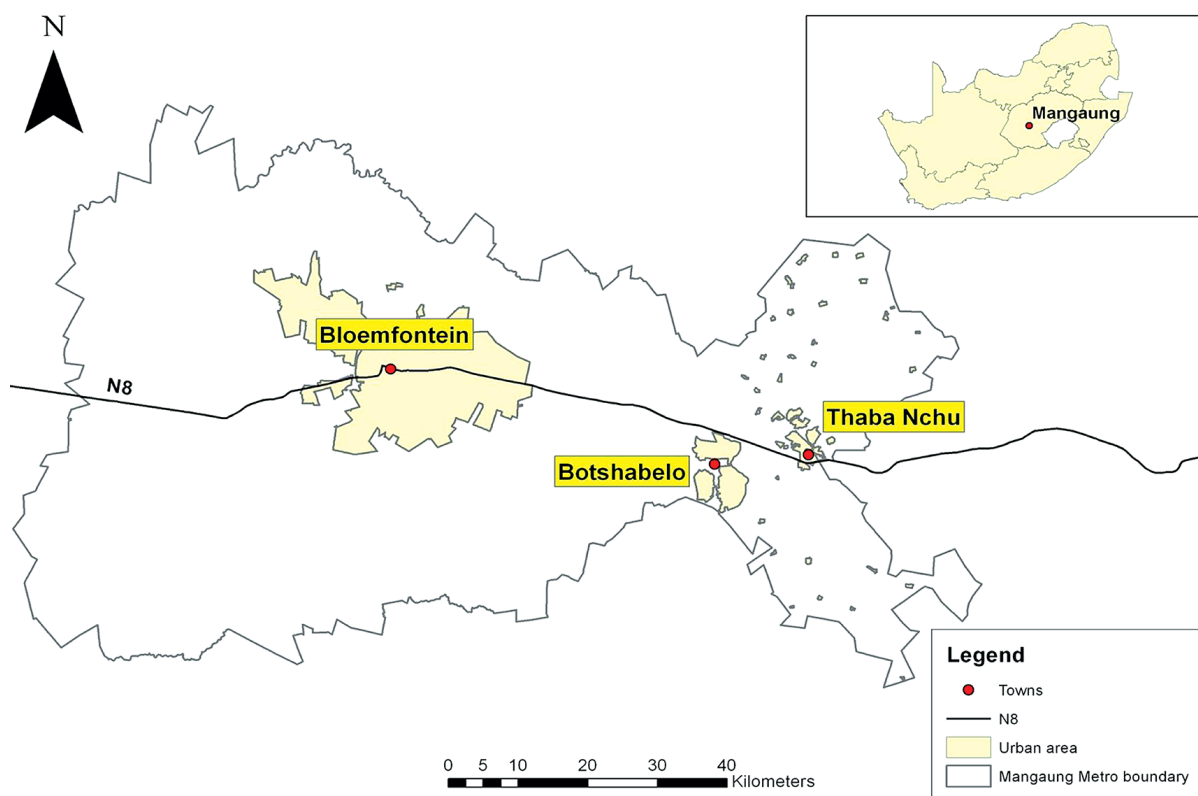 N
Mangaung
Bloemfontein
N8
Thaba Nchu
Botshabelo
Legend
Towns
N8
Urban area
Mangaung Metro boundary
0 5 10 20 30 40
Kilometers